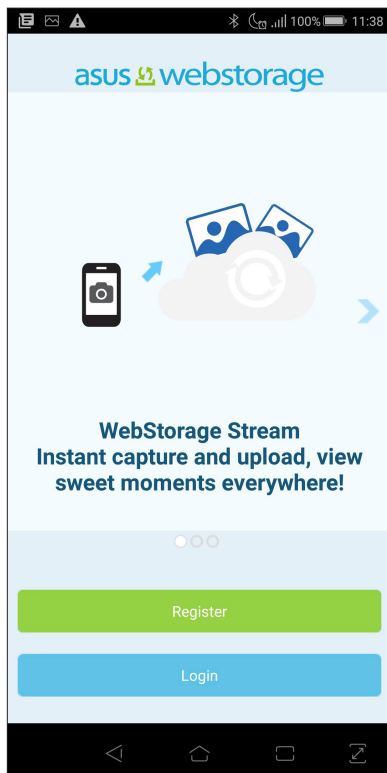 100% 11:38
asus webstorage
WebStorage Stream
Instant capture and upload, view
sweet moments everywhere!
Register
Login